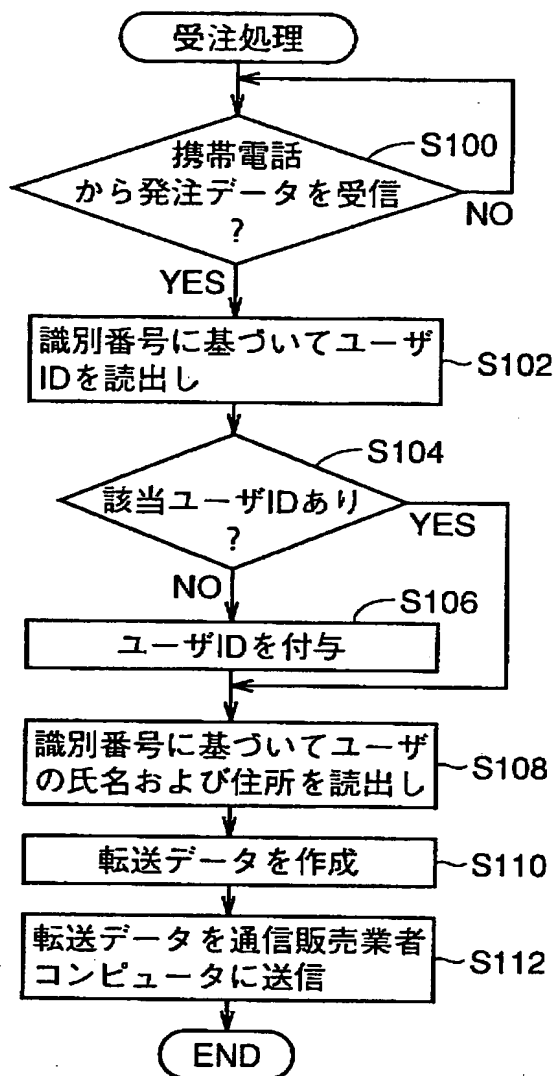 受注処理
携帯電話
から発注データを受信
?
S100
NO
YES
識別番号に基づいてユーザ
IDを読出し
S102
S104
該当ユーザIDあり
?
YES
NO
S106
ユーザIDを付与
識別番号に基づいてユーザ
の氏名および住所を読出し
S108
転送データを作成
S110
転送データを通信販売業者
コンピュータに送信
S112
END